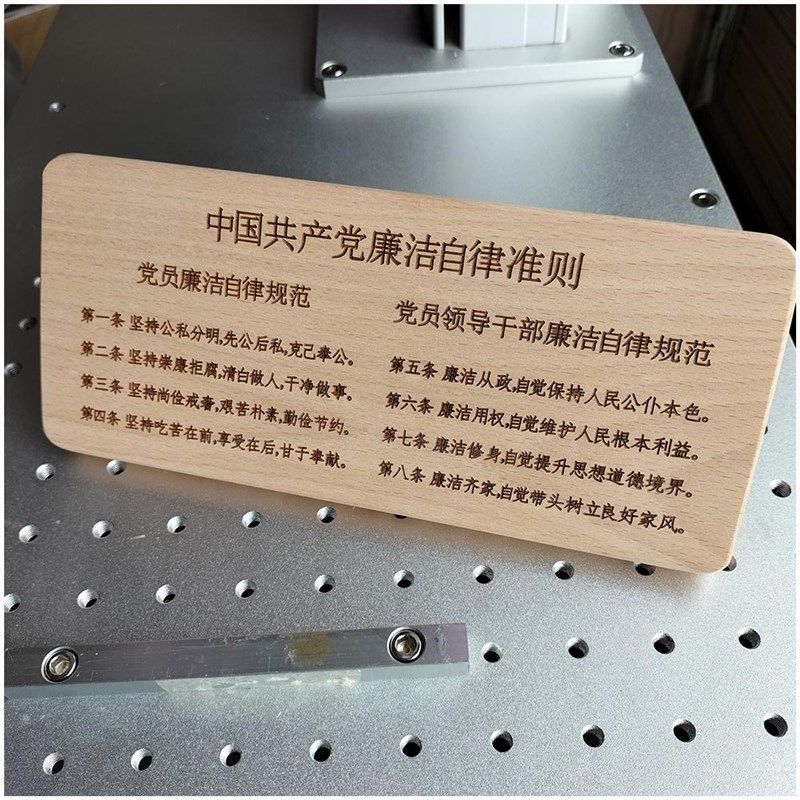 中国共产党廉洁自律准则
党员廉洁自律规范
第一条 坚持公私分明,先公后私,克己奉公。
第二条 坚持崇廉拒腐,清白做人,干净做事。
第三条 坚持尚俭戒奢,艰苦朴素,勤俭节约。
第四条 坚持吃苦在前,享受在后,甘于奉献。
党员领导干部廉洁自律规范
第五条 廉洁从政,自觉保持人民公仆本色。
第六条 廉洁用权,自觉维护人民根本利益。
第七条 廉洁修身,自觉提升思想道德境界。
第八条 廉洁齐家,自觉带头树立良好家风。